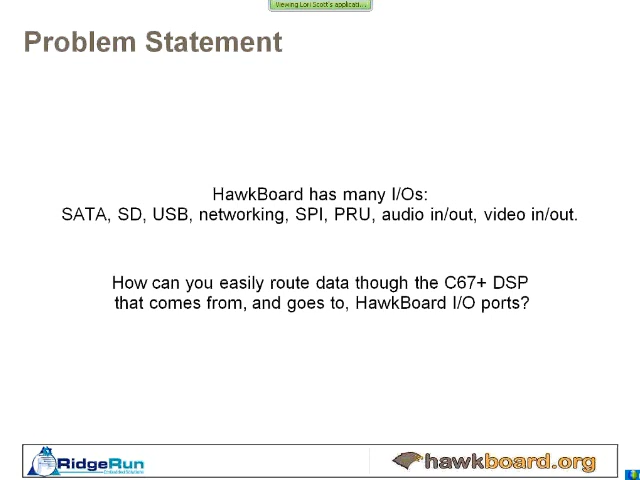 Viewing Lori Scott's applicati...
Problem Statement
HawkBoard has many I/Os:
SATA, SD, USB, networking, SPI, PRU, audio in/out, video in/out.
How can you easily route data though the C67+ DSP
that comes from, and goes to, HawkBoard I/O ports?
RidgeRun
Embedded Solutions
hawkboard.org